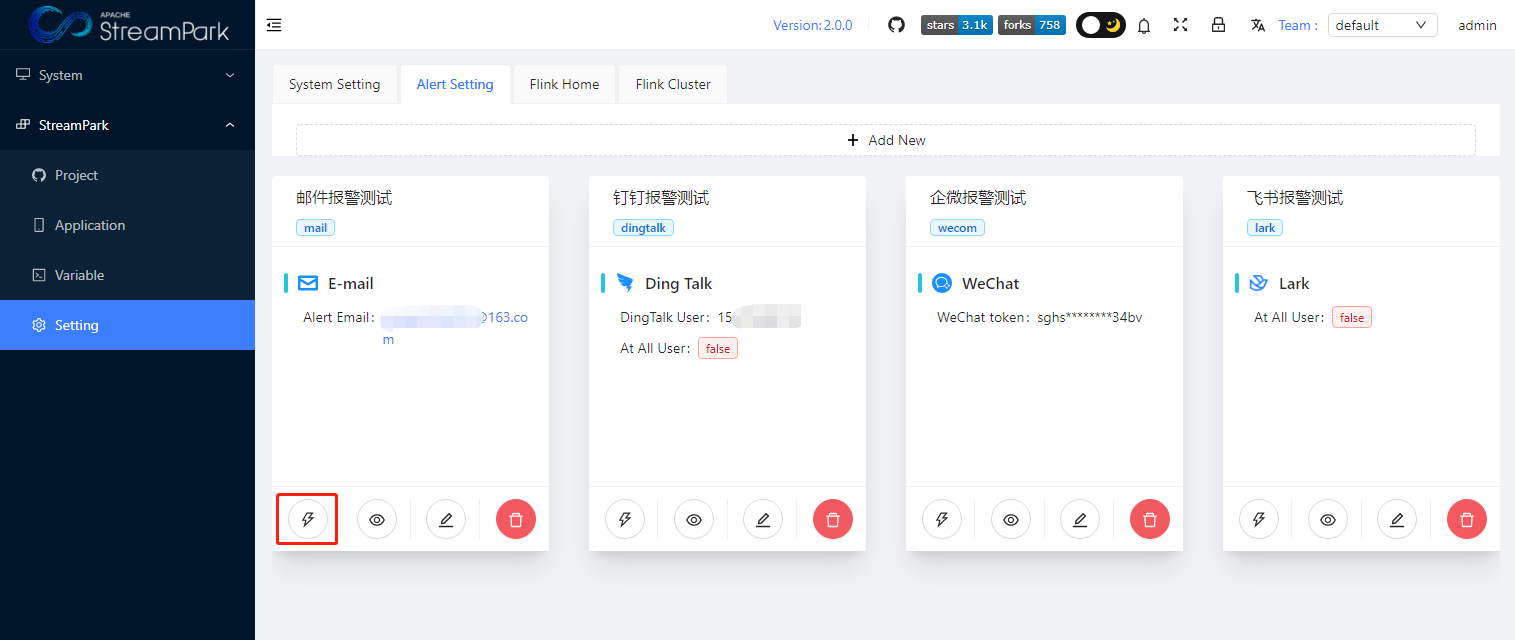 APACHE
StreamPark
Version: 2.0.0
stars 3.1k
forks 758
Team :
default
admin
System
StreamPark
Project
Application
Variable
Setting
System Setting
Alert Setting
Flink Home
Flink Cluster
+ Add New
邮件报警测试
mail
E-mail
Alert Email: @163.co
m
钉钉报警测试
dingtalk
Ding Talk
DingTalk User: 15
At All User: false
企微报警测试
wecom
WeChat
WeChat token: sghs********34bv
飞书报警测试
lark
Lark
At All User: false